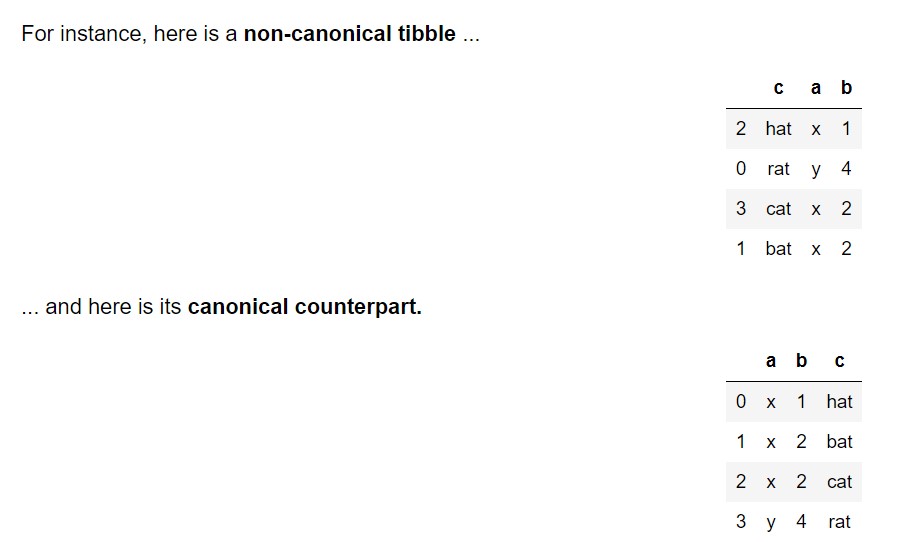 For instance, here is a non-canonical tibble ...
c a b
2 hat x 1
0 rat y 4
3 cat x 2
1 bat x 2
... and here is its canonical counterpart.
a b c
0 x 1 hat
1 x 2 bat
2 x 2 cat
3 y 4 rat